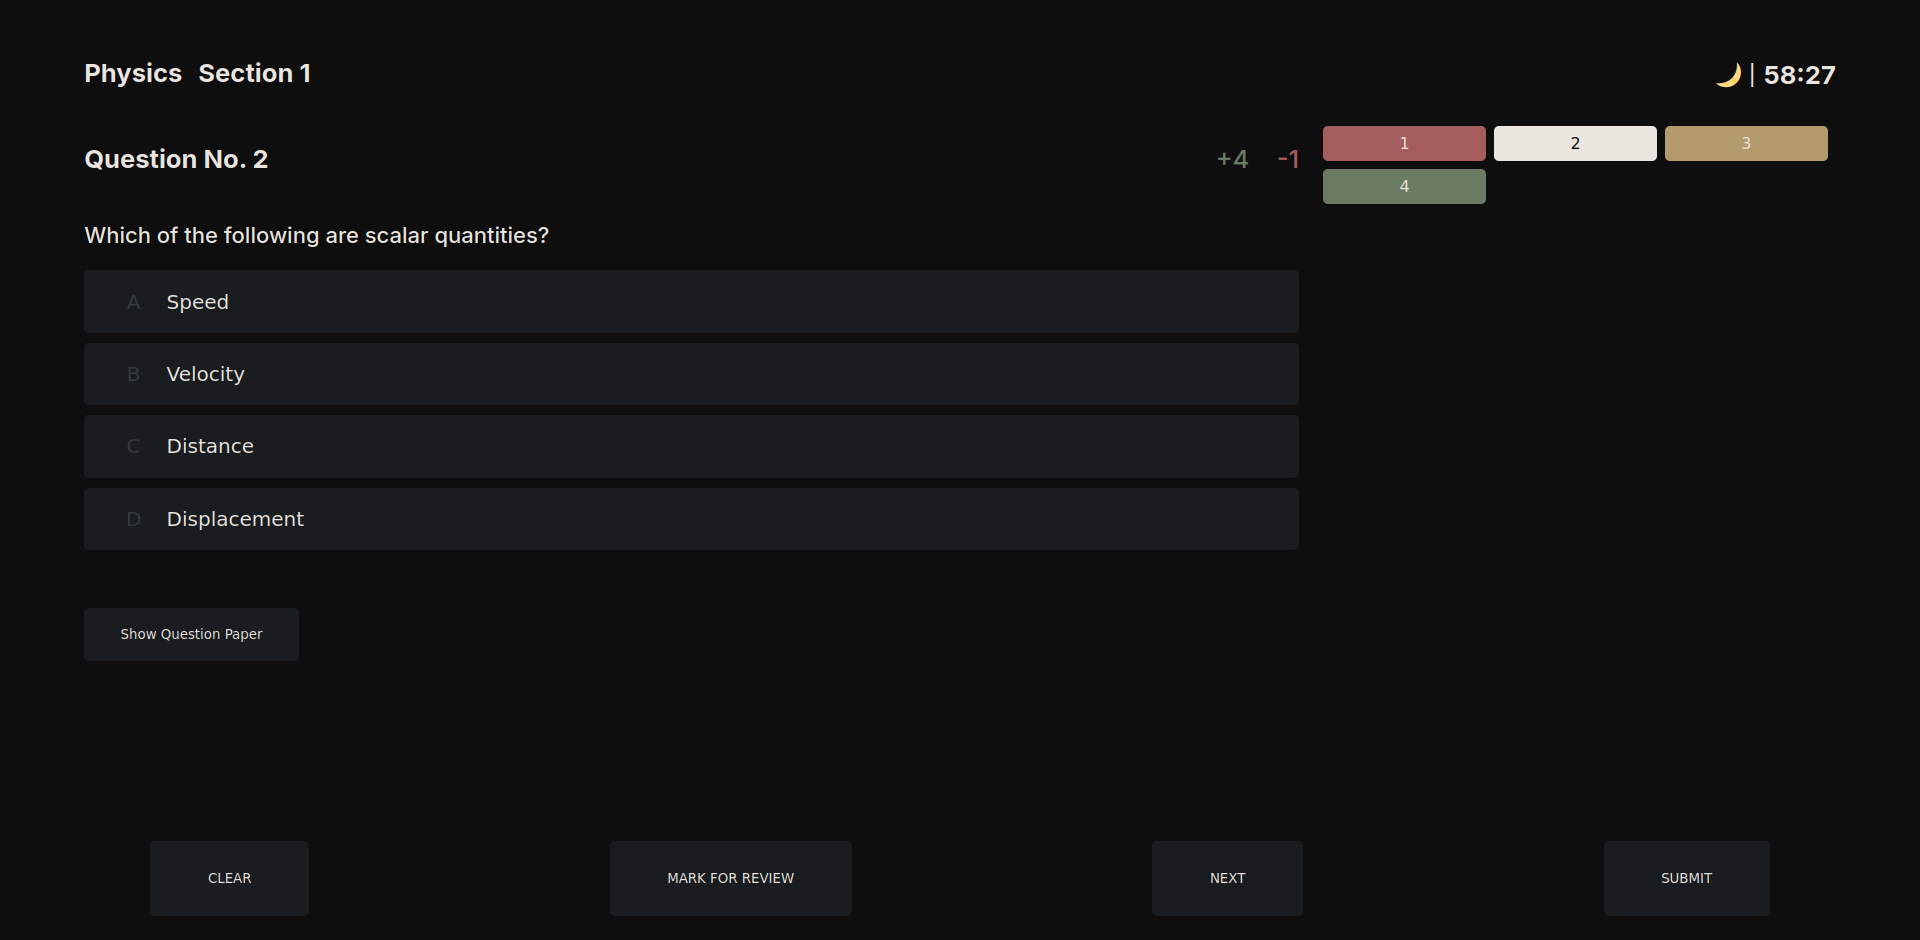 Physics Section 1
| 58:27
Question No. 2
+4 -1
1 2 3
4
Which of the following are scalar quantities?
A Speed
B Velocity
C Distance
D Displacement
Show Question Paper
CLEAR MARK FOR REVIEW NEXT SUBMIT